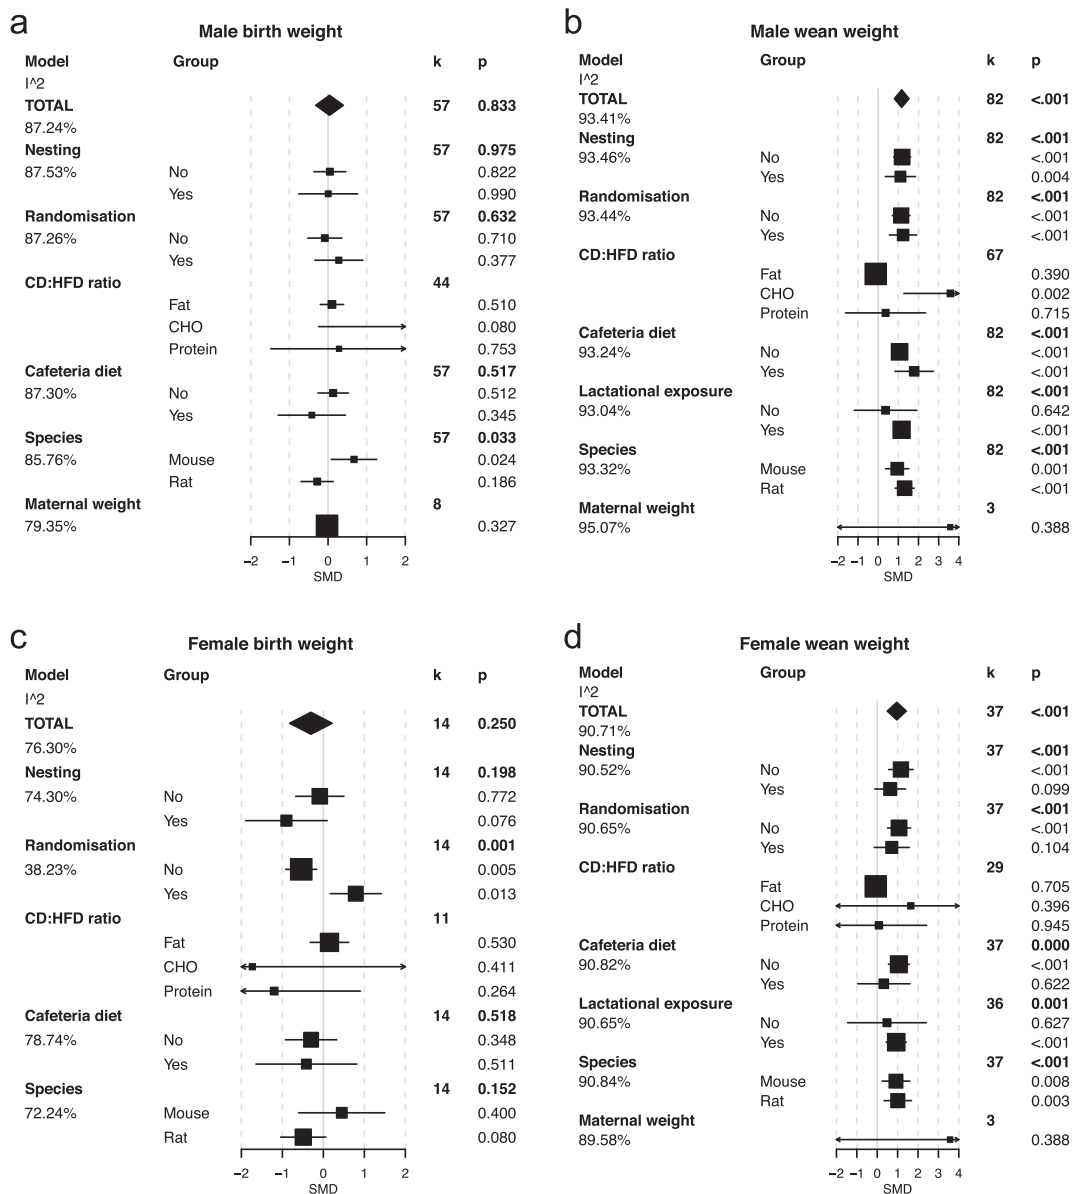 a
Male birth weight
Model Group k p
I^2
TOTAL 57 0.833
87.24%
Nesting 57 0.975
87.53% No 0.822
Yes 0.990
Randomisation 57 0.632
87.26% No 0.710
Yes 0.377
CD:HFD ratio 44
Fat 0.510
CHO 0.080
Protein 0.753
Cafeteria diet 57 0.517
87.30% No 0.512
Yes 0.345
Species 57 0.033
85.76% Mouse 0.024
Rat 0.186
Maternal weight 8
79.35% 0.327
−2 −1 0 1 2
SMD
b
Male wean weight
Model Group k p
I^2
TOTAL 82 <.001
93.41%
Nesting 82 <.001
93.46% No <.001
Yes 0.004
Randomisation 82 <.001
93.44% No <.001
Yes <.001
CD:HFD ratio 67
Fat 0.390
CHO 0.002
Protein 0.715
Cafeteria diet 82 <.001
93.24% No <.001
Yes <.001
Lactational exposure 82 <.001
93.04% No 0.642
Yes <.001
Species 82 <.001
93.32% Mouse 0.001
Rat <.001
Maternal weight 3
95.07% 0.388
−2 −1 0 1 2 3 4
SMD
c
Female birth weight
Model Group k p
I^2
TOTAL 14 0.250
76.30%
Nesting 14 0.198
74.30% No 0.772
Yes 0.076
Randomisation 14 0.001
38.23% No 0.005
Yes 0.013
CD:HFD ratio 11
Fat 0.530
CHO 0.411
Protein 0.264
Cafeteria diet 14 0.518
78.74% No 0.348
Yes 0.511
Species 14 0.152
72.24% Mouse 0.400
Rat 0.080
−2 −1 0 1 2
SMD
d
Female wean weight
Model Group k p
I^2
TOTAL 37 <.001
90.71%
Nesting 37 <.001
90.52% No <.001
Yes 0.099
Randomisation 37 <.001
90.65% No <.001
Yes 0.104
CD:HFD ratio 29
Fat 0.705
CHO 0.396
Protein 0.945
Cafeteria diet 37 0.000
90.82% No <.001
Yes 0.622
Lactational exposure 36 0.001
90.65% No 0.627
Yes <.001
Species 37 <.001
90.84% Mouse 0.008
Rat 0.003
Maternal weight 3
89.58% 0.388
−2 −1 0 1 2 3 4
SMD